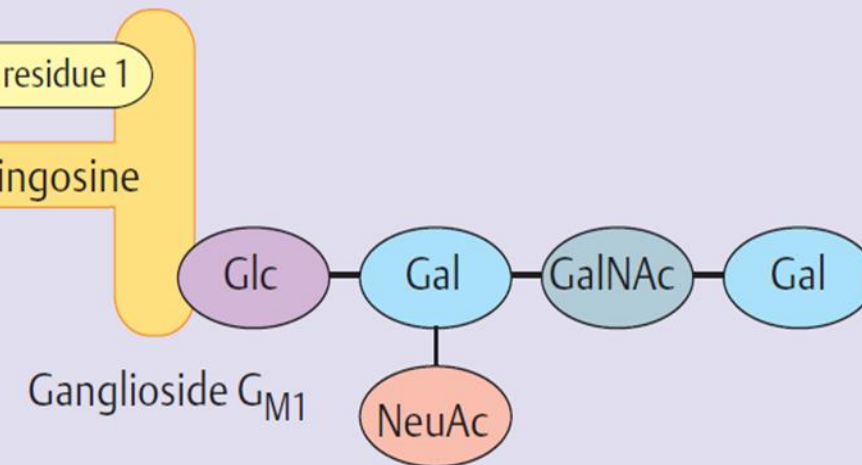 residue 1
ingosine
Glc Gal GalNAc Gal
Ganglioside GM1
NeuAc